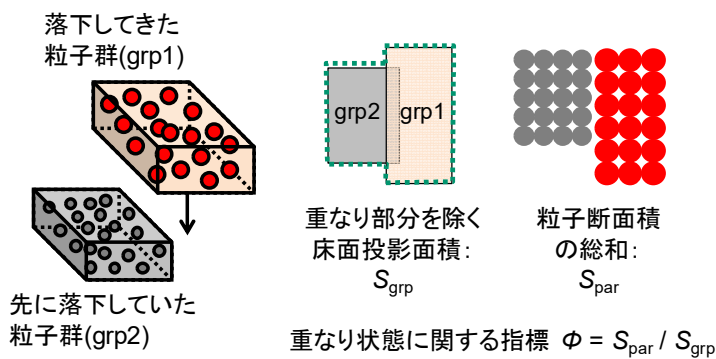 落下してきた
粒子群(grp1)
grp2
grp1
重なり部分を除く
床面投影面積：
Sgrp
粒子断面積
の総和：
Spar
先に落下していた
粒子群(grp2)
重なり状態に関する指標 Φ = Spar / Sgrp